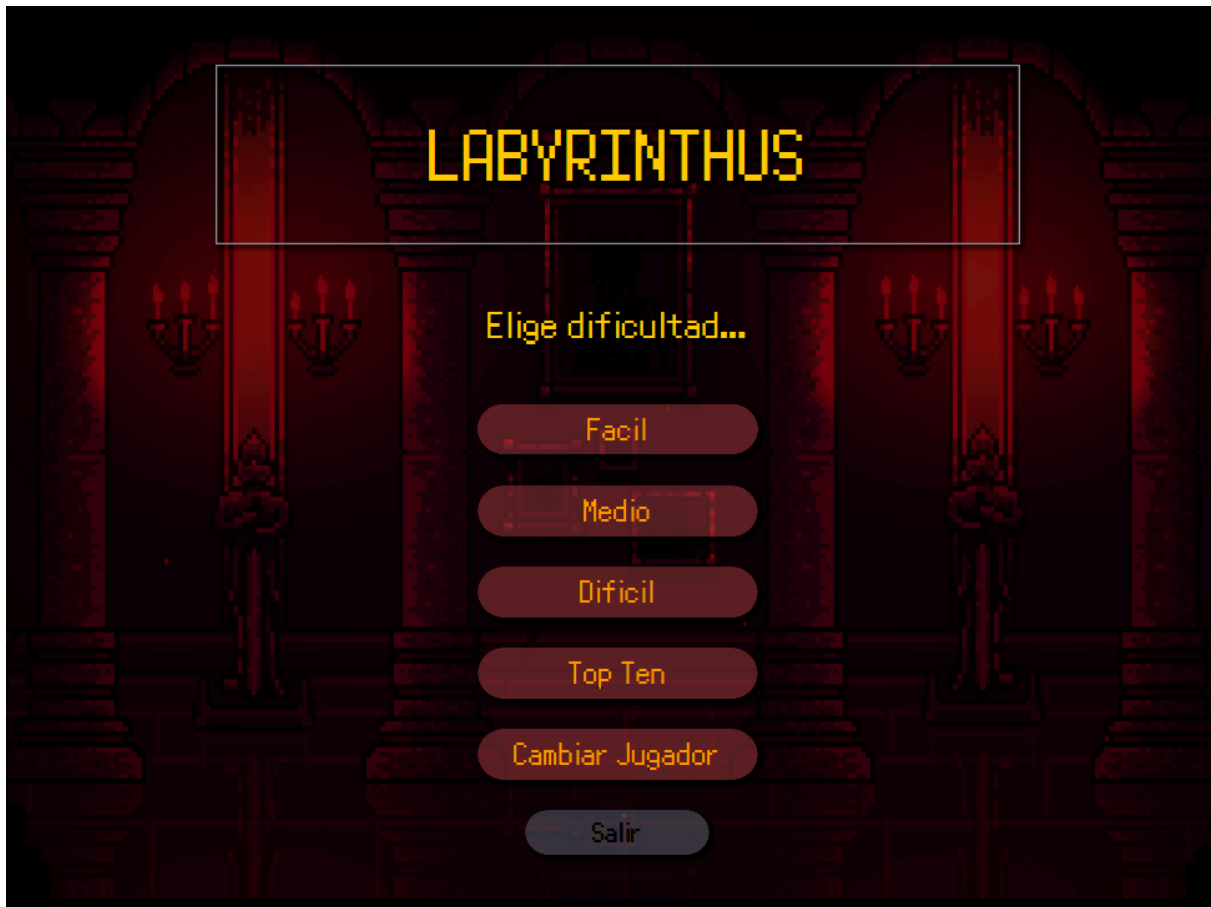 LABYRINTHUS
Elige dificultad...
Facil
Medio
Dificil
Top Ten
Cambiar Jugador
Salir